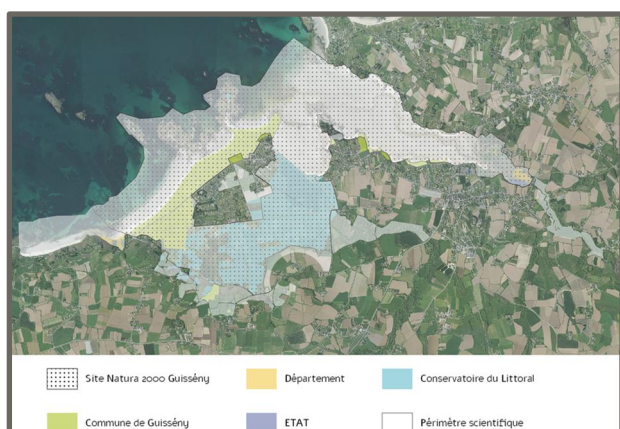 Site Natura 2000 Guissény
Département
Conservatoire du Littoral
Commune de Guissény
ETAT
Périmètre scientifique